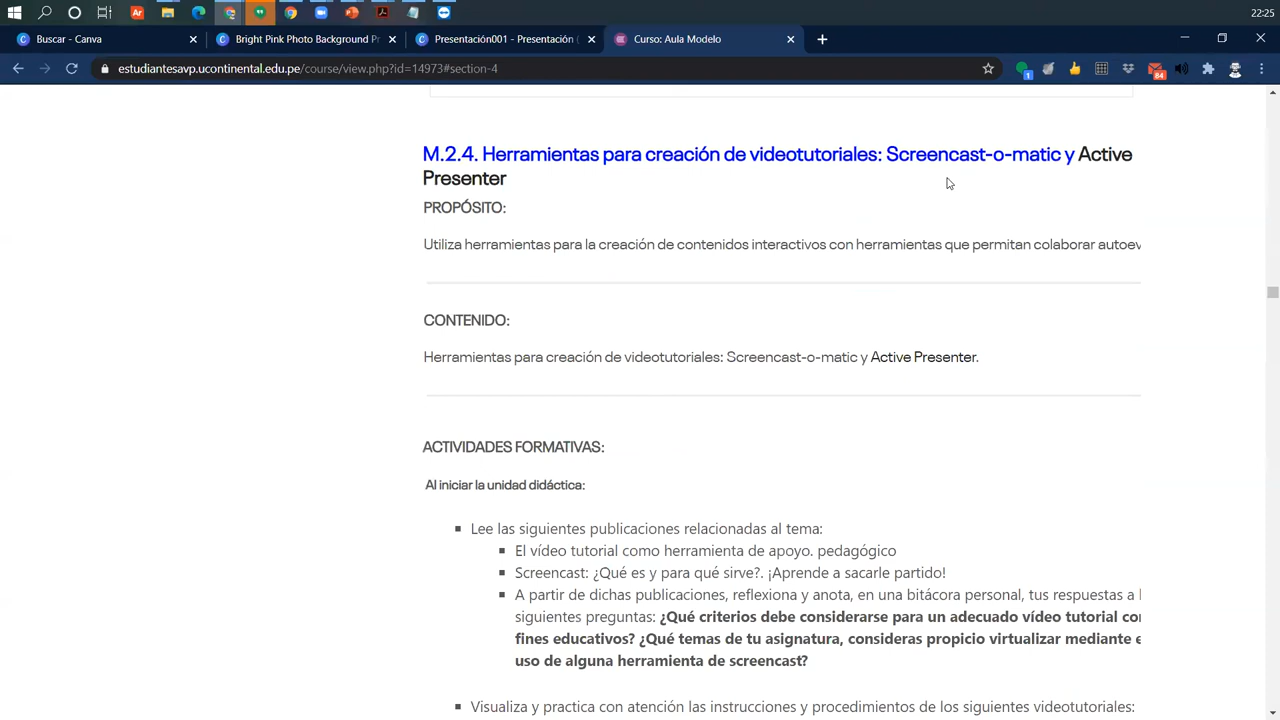 22:25
Buscar - Canva
Bright Pink Photo Background Pr
Presentación001 - Presentación (
Curso: Aula Modelo
estudiantesavp.ucontinental.edu.pe/course/view.php?id=14973#section-4
1
84
M.2.4. Herramientas para creación de videotutoriales: Screencast-o-matic y Active
Presenter
PROPÓSITO:
Utiliza herramientas para la creación de contenidos interactivos con herramientas que permitan colaborar autoev
CONTENIDO:
Herramientas para creación de videotutoriales: Screencast-o-matic y Active Presenter.
ACTIVIDADES FORMATIVAS:
Al iniciar la unidad didáctica:
Lee las siguientes publicaciones relacionadas al tema:
El vídeo tutorial como herramienta de apoyo. pedagógico
Screencast: ¿Qué es y para qué sirve?. ¡Aprende a sacarle partido!
A partir de dichas publicaciones, reflexiona y anota, en una bitácora personal, tus respuestas a l
siguientes preguntas: ¿Qué criterios debe considerarse para un adecuado vídeo tutorial con
fines educativos? ¿Qué temas de tu asignatura, consideras propicio virtualizar mediante e
uso de alguna herramienta de screencast?
Visualiza y practica con atención las instrucciones y procedimientos de los siguientes videotutoriales: